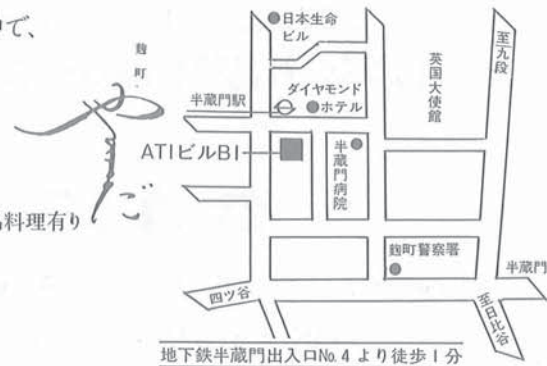 で、
麹町
日本生命
ビル
至九段
英国大使館
ダイヤモンド
ホテル
半蔵門駅
ATIビルB1
半蔵門病院
料理有り
麹町警察署
半蔵門
四ツ谷
至日比谷
地下鉄半蔵門出入口No.4より徒歩1分